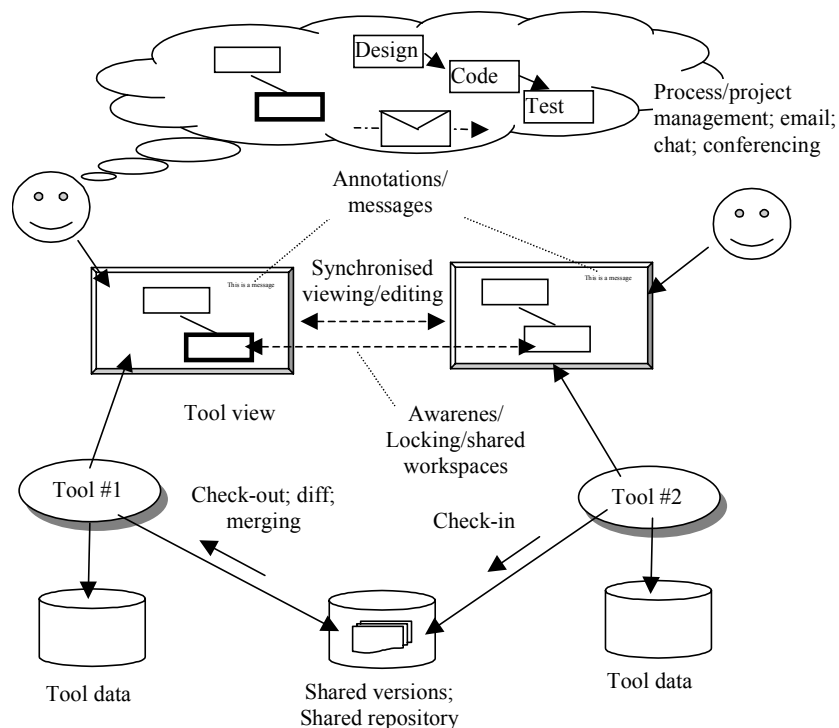 Design
Code
Test
Process/project
management; email;
chat; conferencing
Annotations/
messages
This is a message
This is a message
Synchronised
viewing/editing
Tool view
Awarenes/
Locking/shared
workspaces
Tool #1
Tool #2
Check-out; diff;
merging
Check-in
Tool data
Shared versions;
Shared repository
Tool data